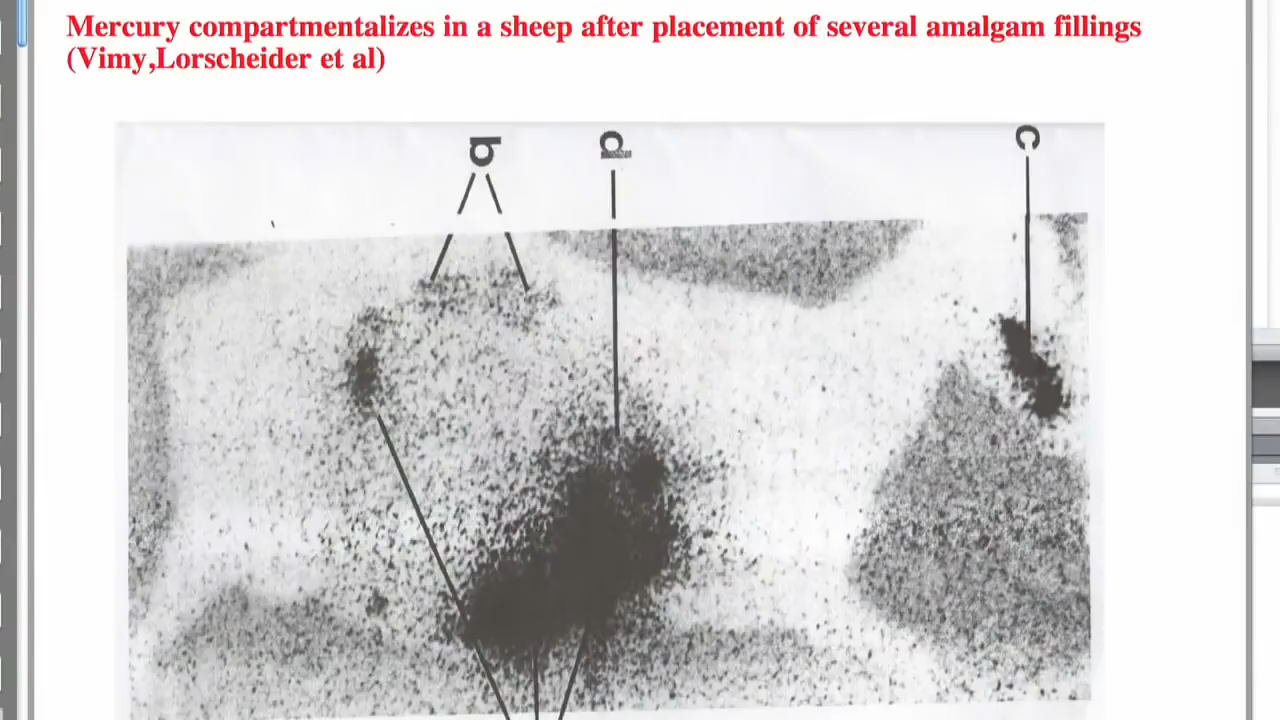 Mercury compartmentalizes in a sheep after placement of several amalgam fillings
(Vimy,Lorscheider et al)
b
d
c